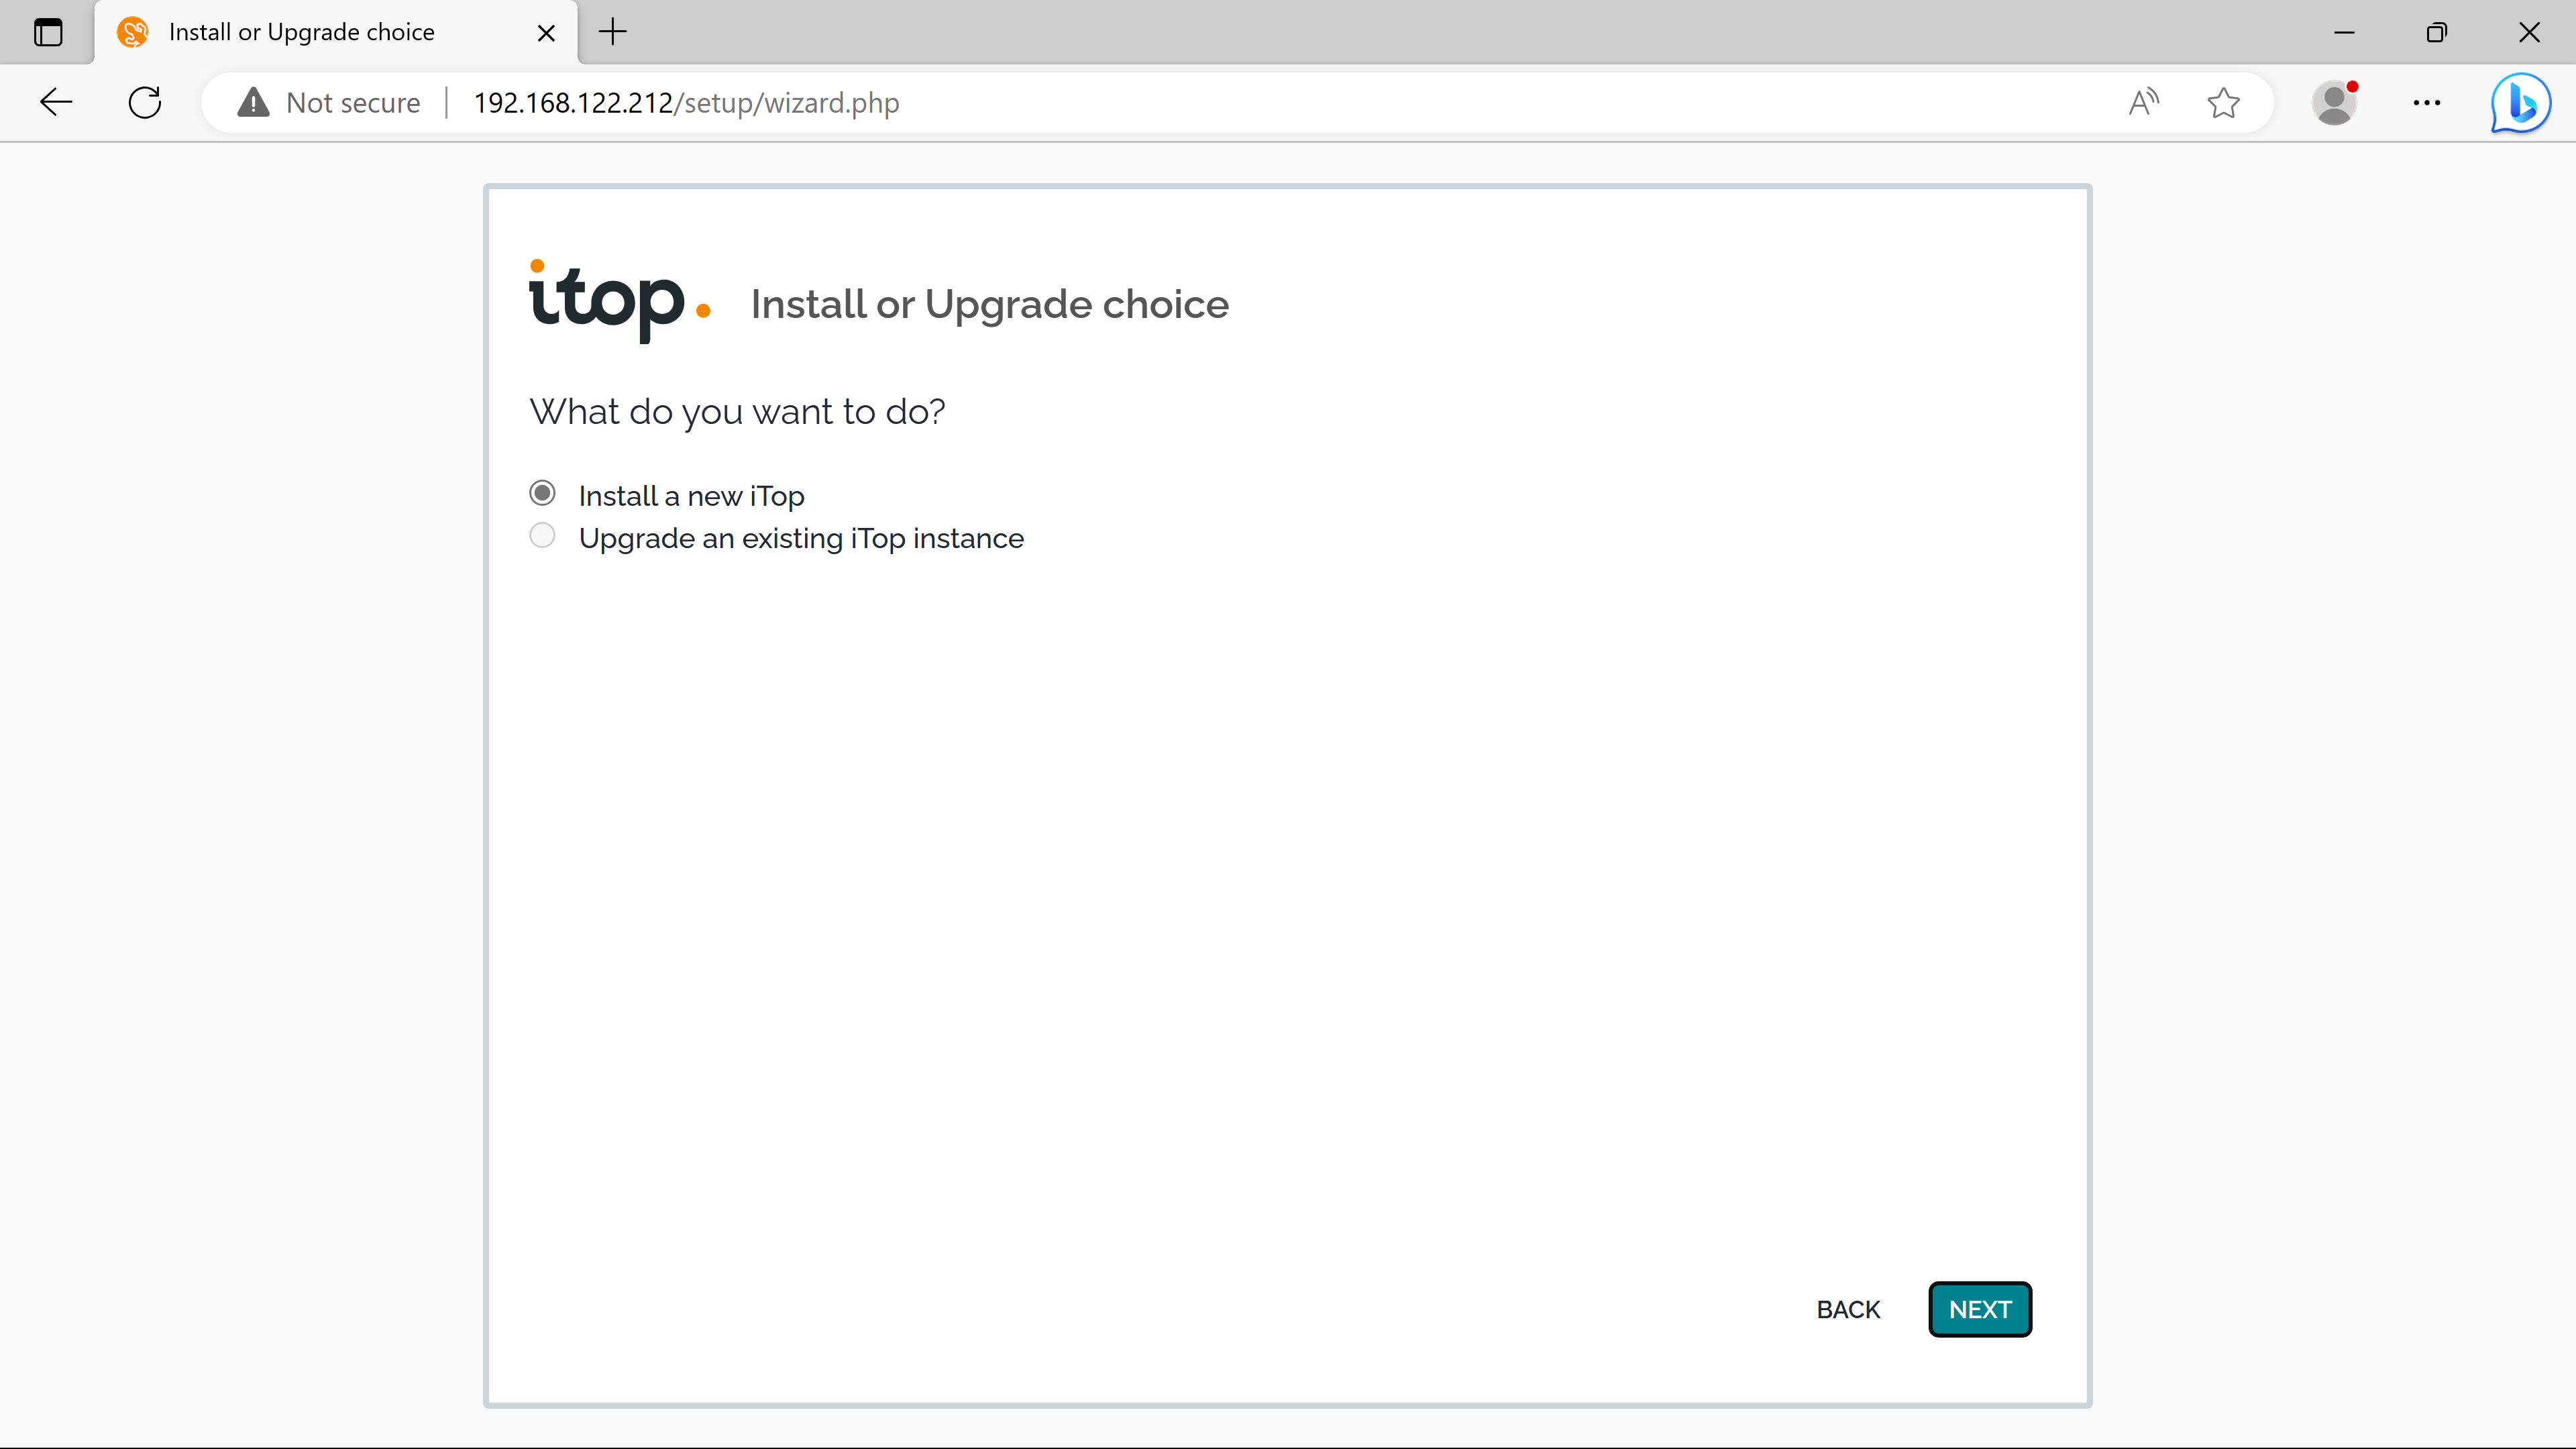 Install or Upgrade choice
Not secure
192.168.122.212/setup/wizard.php
itop.
Install or Upgrade choice
What do you want to do?
Install a new iTop
Upgrade an existing iTop instance
BACK
NEXT